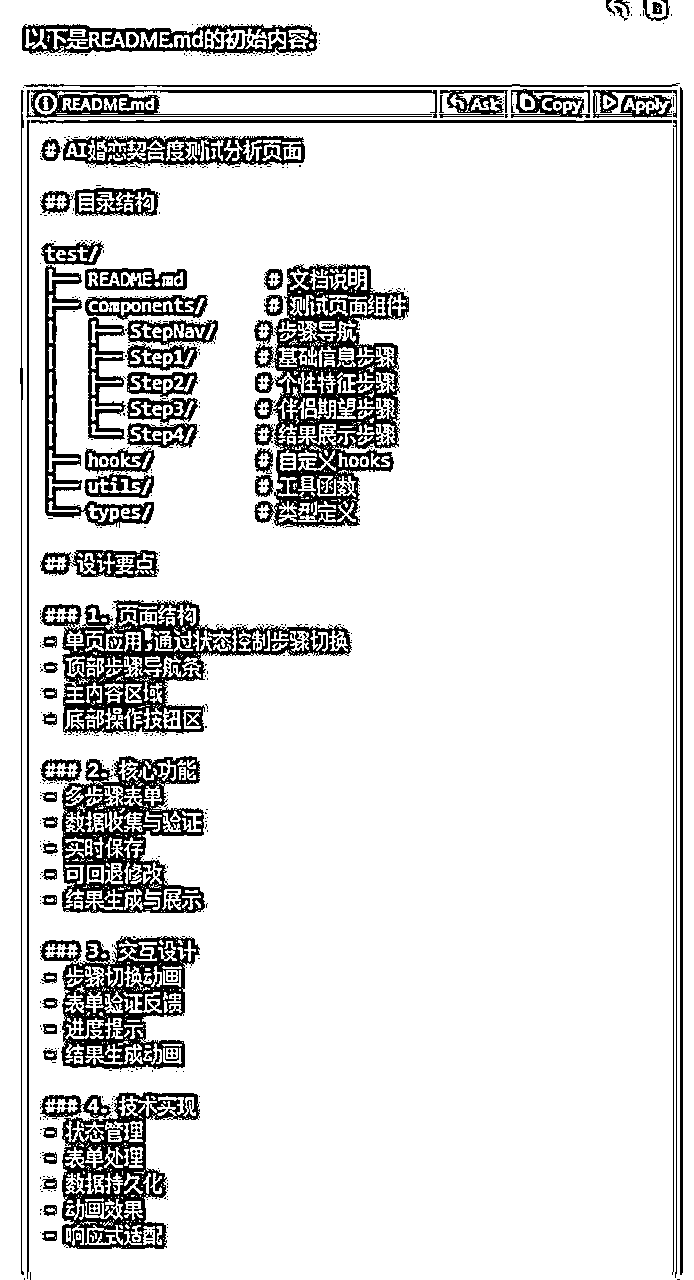 以下是README.md的初始内容:
README.md Ask Copy Apply
# AI婚恋契合度测试分析页面
## 目录结构
test/
├── README.md # 文档说明
├── components/ # 测试页面组件
│ ├── StepNav/ # 步骤导航
│ ├── Step1/ # 基础信息步骤
│ ├── Step2/ # 个性特征步骤
│ ├── Step3/ # 伴侣期望步骤
│ └── Step4/ # 结果展示步骤
├── hooks/ # 自定义hooks
├── utils/ # 工具函数
└── types/ # 类型定义
## 设计要点
### 1. 页面结构
- 单页应用,通过状态控制步骤切换
- 顶部步骤导航条
- 主内容区域
- 底部操作按钮区
### 2. 核心功能
- 多步骤表单
- 数据收集与验证
- 实时保存
- 可回退修改
- 结果生成与展示
### 3. 交互设计
- 步骤切换动画
- 表单验证反馈
- 进度提示
- 结果生成动画
### 4. 技术实现
- 状态管理
- 表单处理
- 数据持久化
- 动画效果
- 响应式适配